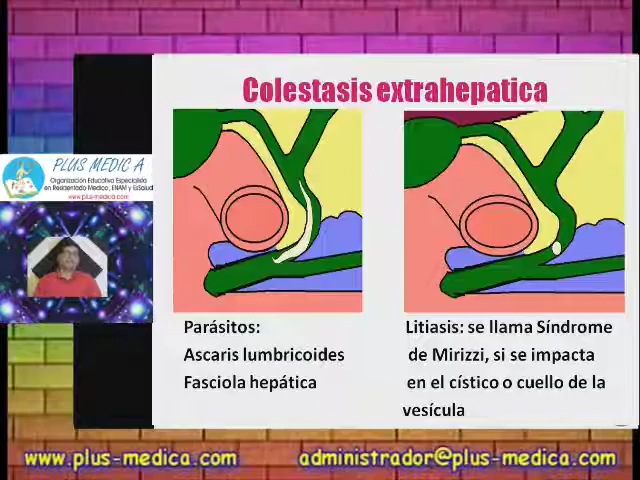 Colestasis extrahepatica
PLUS MEDIC A
Organización Educativa Especialista
en Residentado Medico, ENAM y EsSalud
www.plus-medica.com
Parásitos:
Ascaris lumbricoides
Fasciola hepática
Litiasis: se llama Síndrome
de Mirizzi, si se impacta
en el cístico o cuello de la
vesícula
www.plus-medica.com
administrador@plus-medica.com